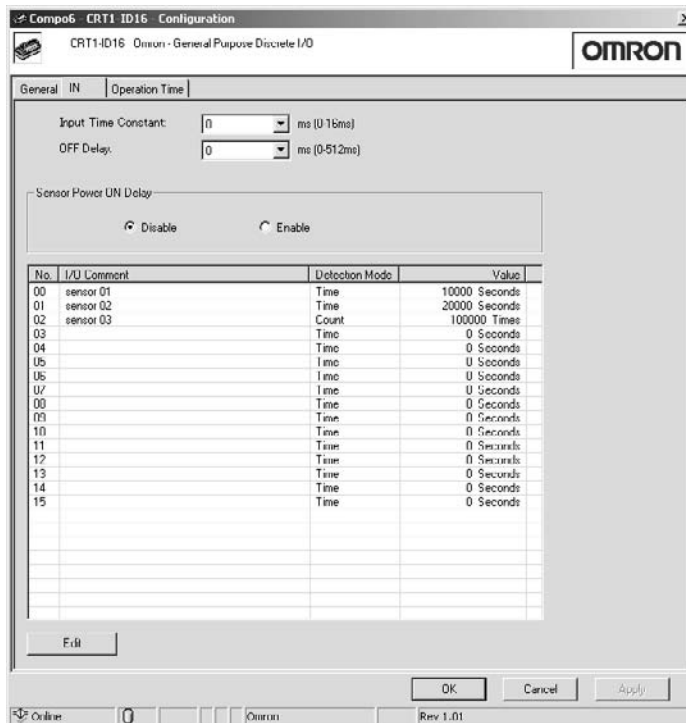 Compo6 - CRT1-ID16 - Configuration
CRT1-ID16 Omron - General Purpose Discrete I/O
OMRON
General IN Operation Time
Input Time Constant: 0 ms (0-16ms)
OFF Delay: 0 ms (0-512ms)
Sensor Power ON Delay
Disable Enable
No. I/O Comment Detection Mode Value
00 sensor 01 Time 10000 Seconds
01 sensor 02 Time 20000 Seconds
02 sensor 03 Count 100000 Times
03 Time 0 Seconds
04 Time 0 Seconds
05 Time 0 Seconds
06 Time 0 Seconds
07 Time 0 Seconds
08 Time 0 Seconds
09 Time 0 Seconds
10 Time 0 Seconds
11 Time 0 Seconds
12 Time 0 Seconds
13 Time 0 Seconds
14 Time 0 Seconds
15 Time 0 Seconds
Edit
OK Cancel Apply
Online 0 Omron Rev 1.01